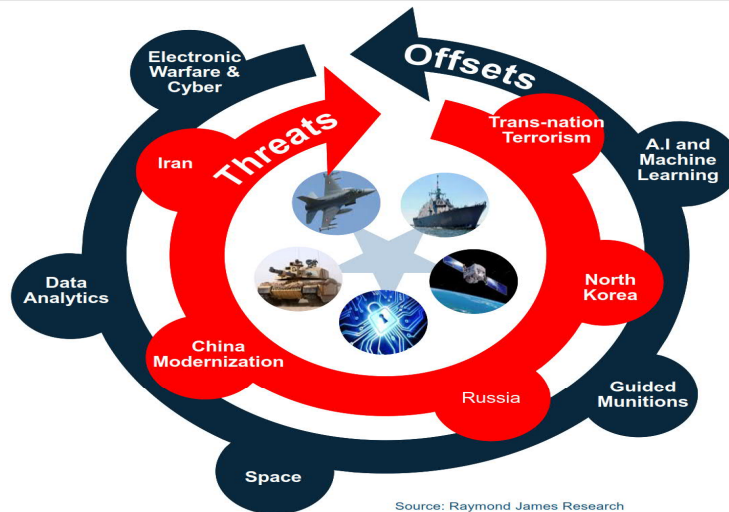 Offsets
Threats
Electronic
Warfare &
Cyber
Trans-nation
Terrorism
Iran
A.I and
Machine
Learning
Data
Analytics
North
Korea
China
Modernization
Russia
Guided
Munitions
Space
Source: Raymond James Research